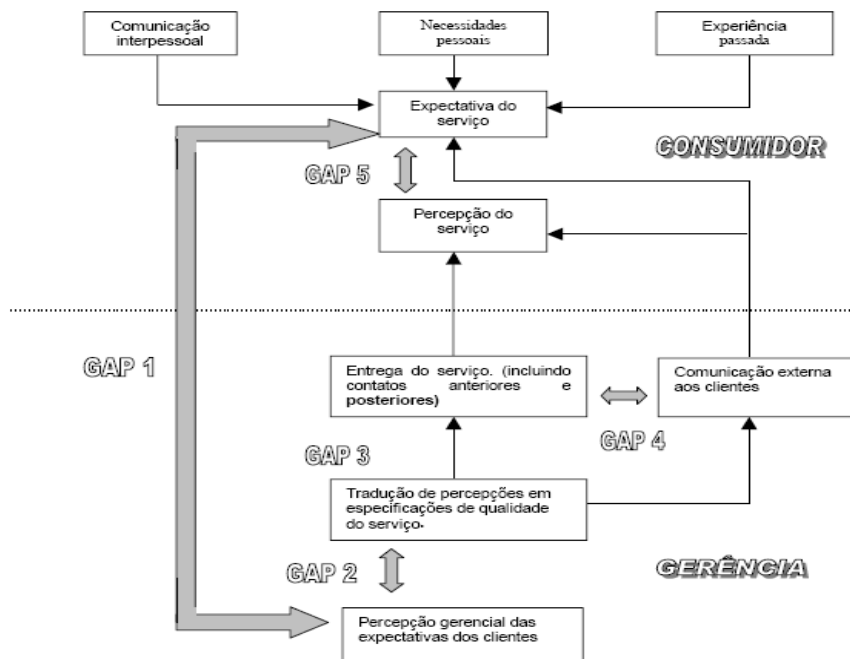 Comunicação
interpessoal
Necessidades
pessoais
Experiência
passada
Expectativa do
serviço
CONSUMIDOR
GAP 5
Percepção do
serviço
GAP 1
Entrega do serviço. (incluindo
contatos anteriores e
posteriores)
Comunicação externa
aos clientes
GAP 4
GAP 3
Tradução de percepções em
especificações de qualidade
do serviço.
GAP 2
GERÊNCIA
Percepção gerencial das
expectativas dos clientes